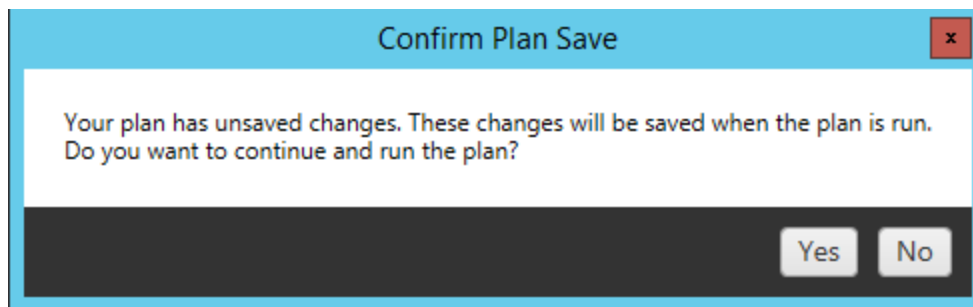 Confirm Plan Save
x
Your plan has unsaved changes. These changes will be saved when the plan is run.
Do you want to continue and run the plan?
Yes No